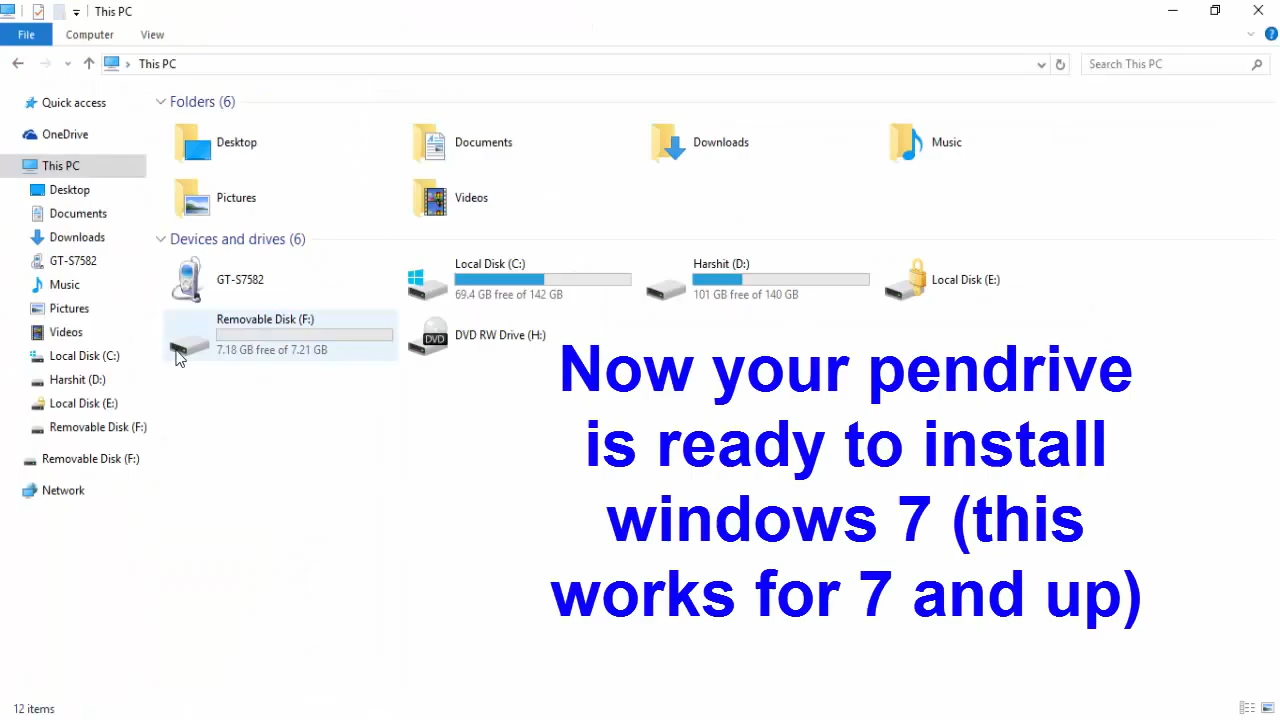 This PC
File Computer View
This PC
Search This PC
Quick access
OneDrive
This PC
Desktop
Documents
Downloads
GT-S7582
Music
Pictures
Videos
Local Disk (C:)
Harshit (D:)
Local Disk (E:)
Removable Disk (F:)
Removable Disk (F:)
Network
Folders (6)
Desktop
Documents
Downloads
Music
Pictures
Videos
Devices and drives (6)
GT-S7582
Local Disk (C:)
69.4 GB free of 142 GB
Harshit (D:)
101 GB free of 140 GB
Local Disk (E:)
Removable Disk (F:)
7.18 GB free of 7.21 GB
DVD
DVD RW Drive (H:)
Now your pendrive
is ready to install
windows 7 (this
works for 7 and up)
12 items